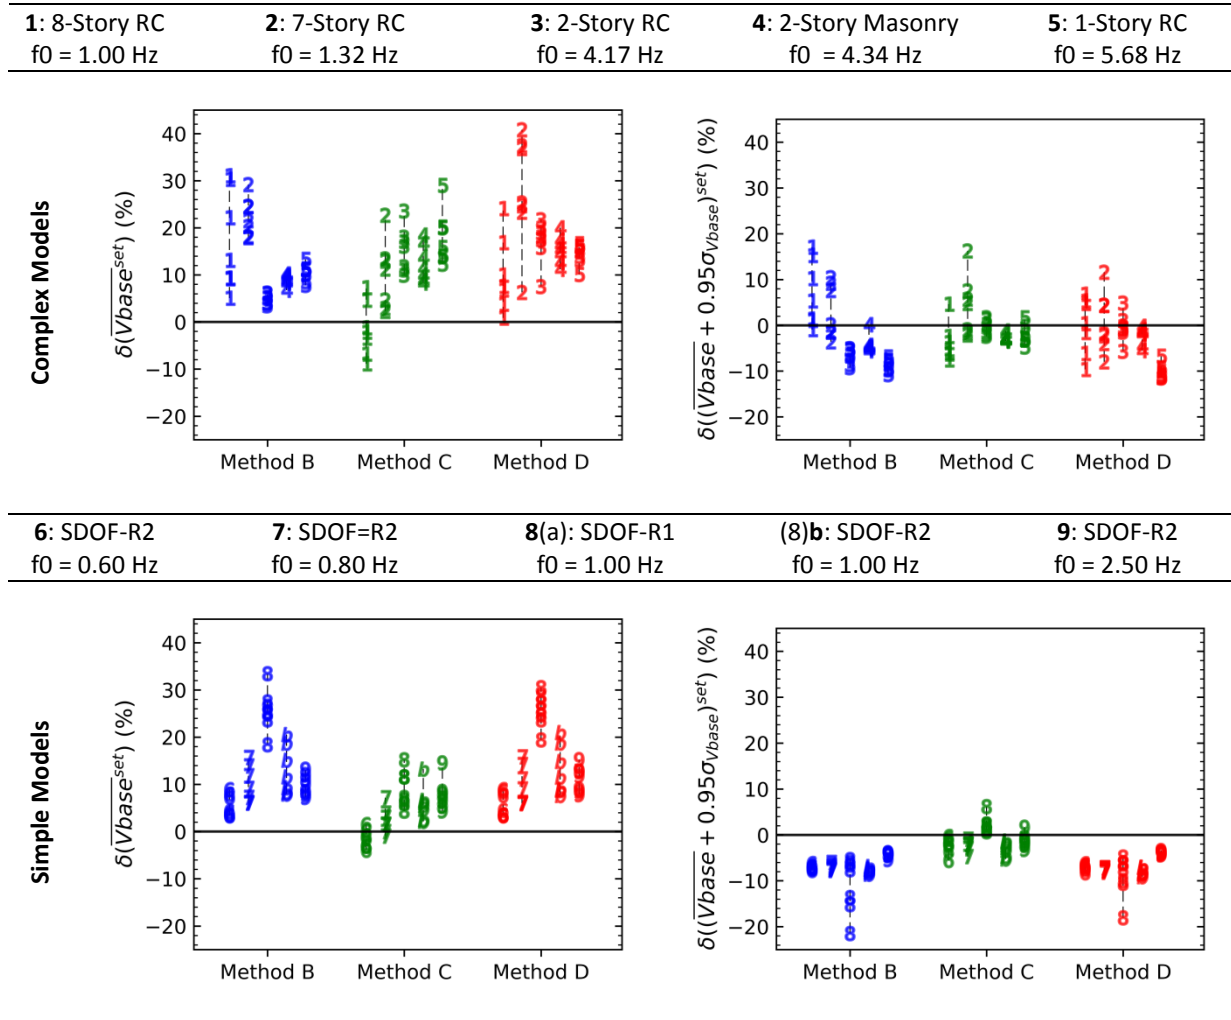 1: 8-Story RC 2: 7-Story RC 3: 2-Story RC 4: 2-Story Masonry 5: 1-Story RC
f0 = 1.00 Hz f0 = 1.32 Hz f0 = 4.17 Hz f0 = 4.34 Hz f0 = 5.68 Hz
Complex Models
δ(V̅b̅a̅s̅e̅ˢᵉᵗ) (%)
40
30
20
10
0
−10
−20
Method B Method C Method D
δ((V̅b̅a̅s̅e̅ + 0.95σ_Vbase)ˢᵉᵗ) (%)
40
30
20
10
0
−10
−20
Method B Method C Method D
6: SDOF-R2 7: SDOF=R2 8(a): SDOF-R1 (8)b: SDOF-R2 9: SDOF-R2
f0 = 0.60 Hz f0 = 0.80 Hz f0 = 1.00 Hz f0 = 1.00 Hz f0 = 2.50 Hz
Simple Models
δ(V̅b̅a̅s̅e̅ˢᵉᵗ) (%)
40
30
20
10
0
−10
−20
Method B Method C Method D
δ((V̅b̅a̅s̅e̅ + 0.95σ_Vbase)ˢᵉᵗ) (%)
40
30
20
10
0
−10
−20
Method B Method C Method D